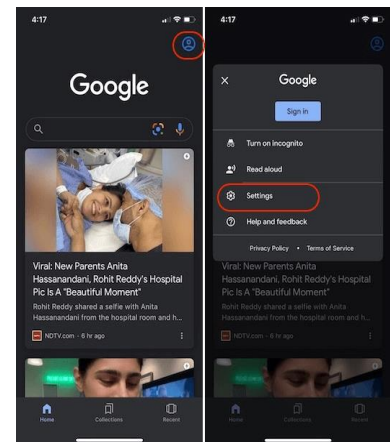 4:17
Google
Viral: New Parents Anita
Hassanandani, Rohit Reddy's Hospital
Pic Is A "Beautiful Moment"
Rohit Reddy shared a selfie with Anita
Hassanandani from the hospital room and h...
NDTV.com - 6 hr ago
Home
Collections
Recent
4:17
Google
Sign in
Turn on incognito
Read aloud
Settings
Help and feedback
Privacy Policy • Terms of Service
Viral: New Parents Anita
Hassanandani, Rohit Reddy's Hospital
Pic Is A "Beautiful Moment"
Rohit Reddy shared a selfie with Anita
Hassanandani from the hospital room and h...
NDTV.com - 6 hr ago
Home
Collections
Recent